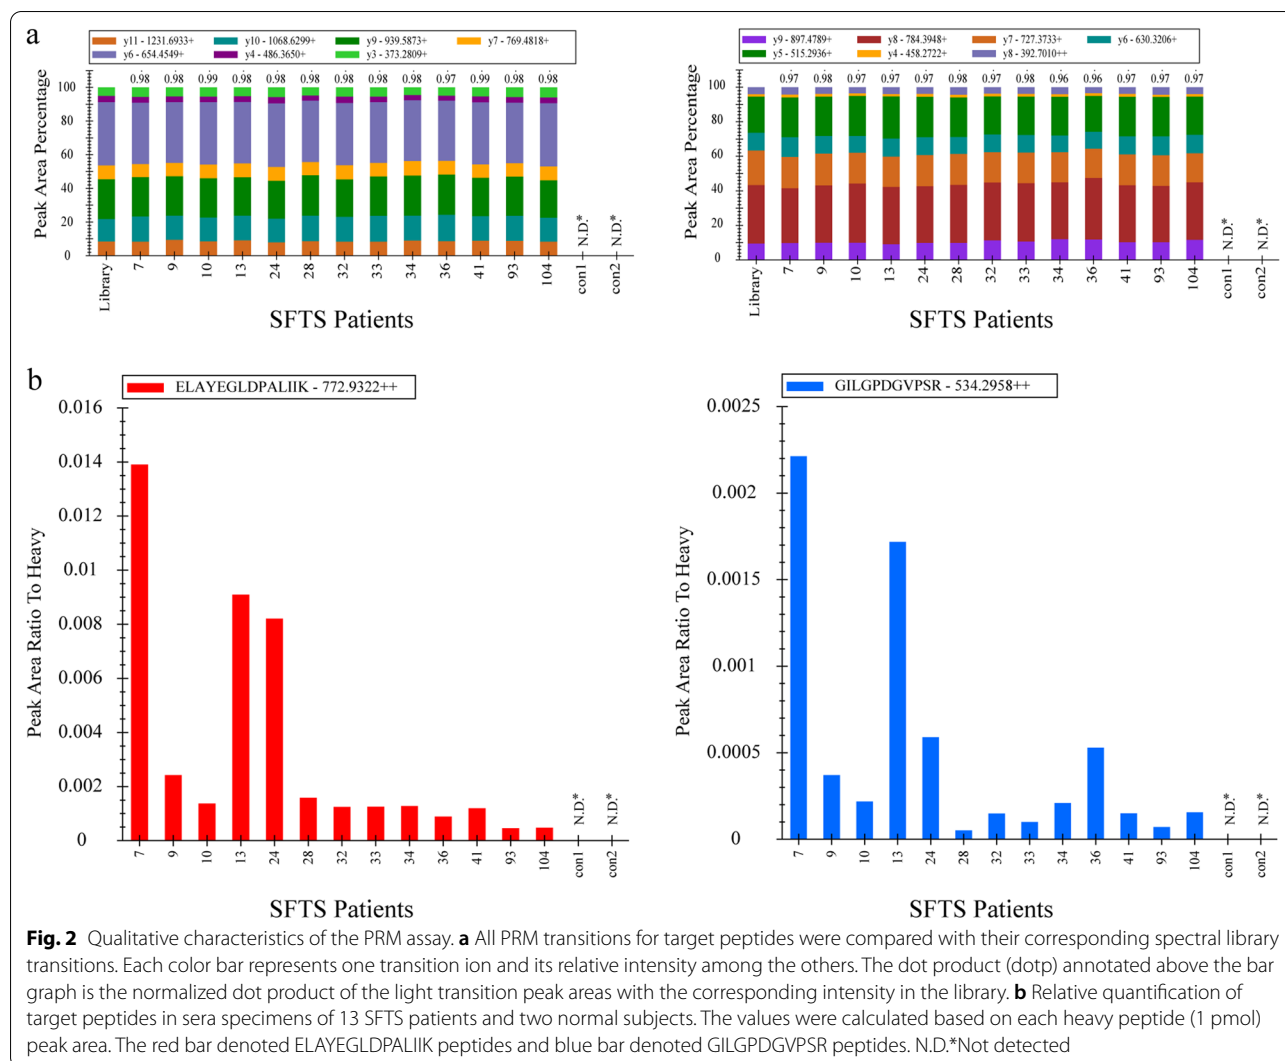 a
y11 - 1231.6933+ y10 - 1068.6299+ y9 - 939.5873+ y7 - 769.4818+
y6 - 654.4549+ y4 - 486.3650+ y3 - 373.2809+
0.98 0.98 0.99 0.98 0.98 0.98 0.98 0.98 0.98 0.97 0.99 0.98 0.98
100
80
60
40
20
0
Peak Area Percentage
N.D.* N.D.*
Library 7 9 10 13 24 28 32 33 34 36 41 93 104 con1 con2
SFTS Patients
y9 - 897.4789+ y8 - 784.3948+ y7 - 727.3733+ y6 - 630.3206+
y5 - 515.2936+ y4 - 458.2722+ y8 - 392.7010++
0.97 0.98 0.97 0.97 0.97 0.98 0.97 0.98 0.96 0.96 0.97 0.97 0.97
100
80
60
40
20
0
Peak Area Percentage
N.D.* N.D.*
Library 7 9 10 13 24 28 32 33 34 36 41 93 104 con1 con2
SFTS Patients
b
ELAYEGLDPALIIK - 772.9322++
0.016
0.014
0.012
0.01
0.008
0.006
0.004
0.002
0
Peak Area Ratio To Heavy
N.D.* N.D.*
7 9 10 13 24 28 32 33 34 36 41 93 104 con1 con2
SFTS Patients
GILGPDGVPSR - 534.2958++
0.0025
0.002
0.0015
0.001
0.0005
0
Peak Area Ratio To Heavy
N.D.* N.D.*
7 9 10 13 24 28 32 33 34 36 41 93 104 con1 con2
SFTS Patients
Fig. 2 Qualitative characteristics of the PRM assay. a All PRM transitions for target peptides were compared with their corresponding spectral library
transitions. Each color bar represents one transition ion and its relative intensity among the others. The dot product (dotp) annotated above the bar
graph is the normalized dot product of the light transition peak areas with the corresponding intensity in the library. b Relative quantification of
target peptides in sera specimens of 13 SFTS patients and two normal subjects. The values were calculated based on each heavy peptide (1 pmol)
peak area. The red bar denoted ELAYEGLDPALIIK peptides and blue bar denoted GILGPDGVPSR peptides. N.D.*Not detected